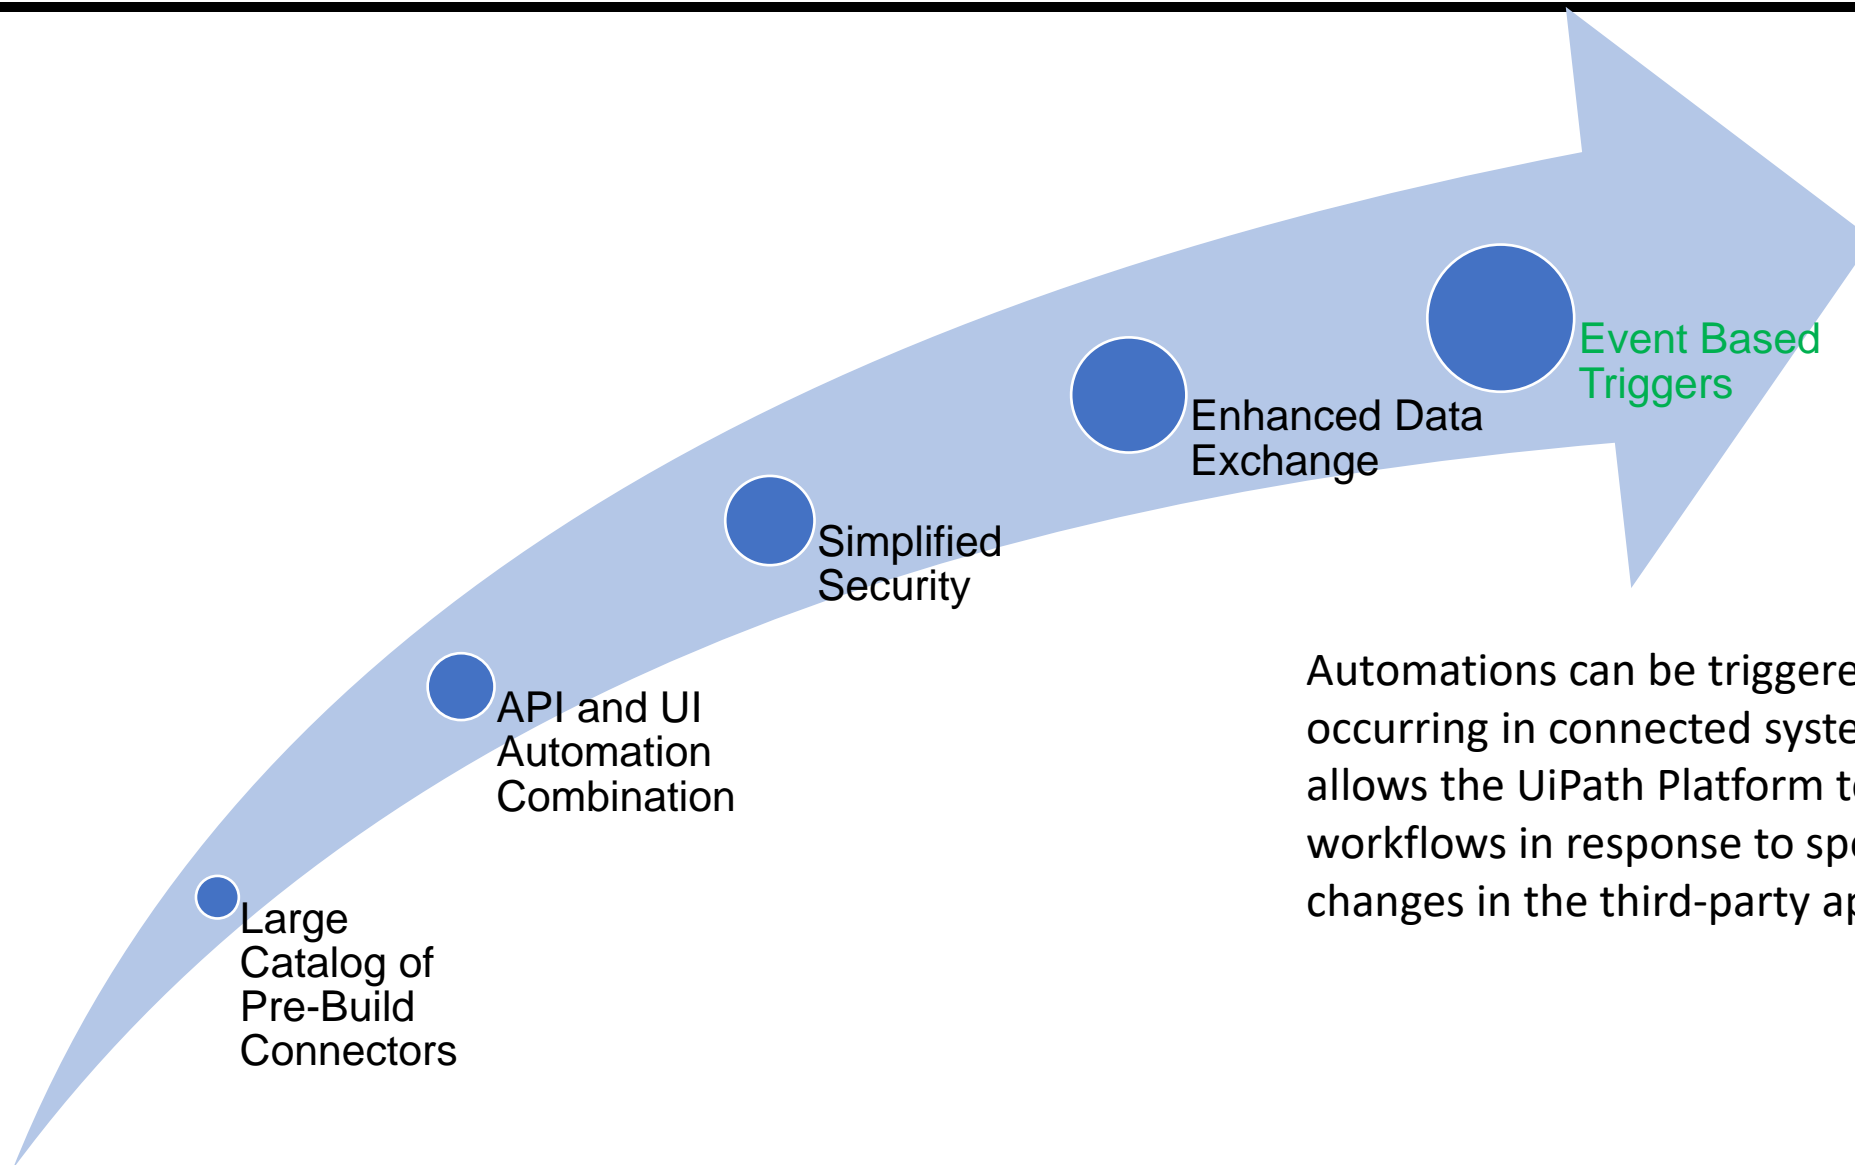 Event Based
Triggers
Enhanced Data
Exchange
Simplified
Security
API and UI
Automation
Combination
Large
Catalog of
Pre-Build
Connectors
Automations can be triggere
occurring in connected syste
allows the UiPath Platform t
workflows in response to spe
changes in the third-party a